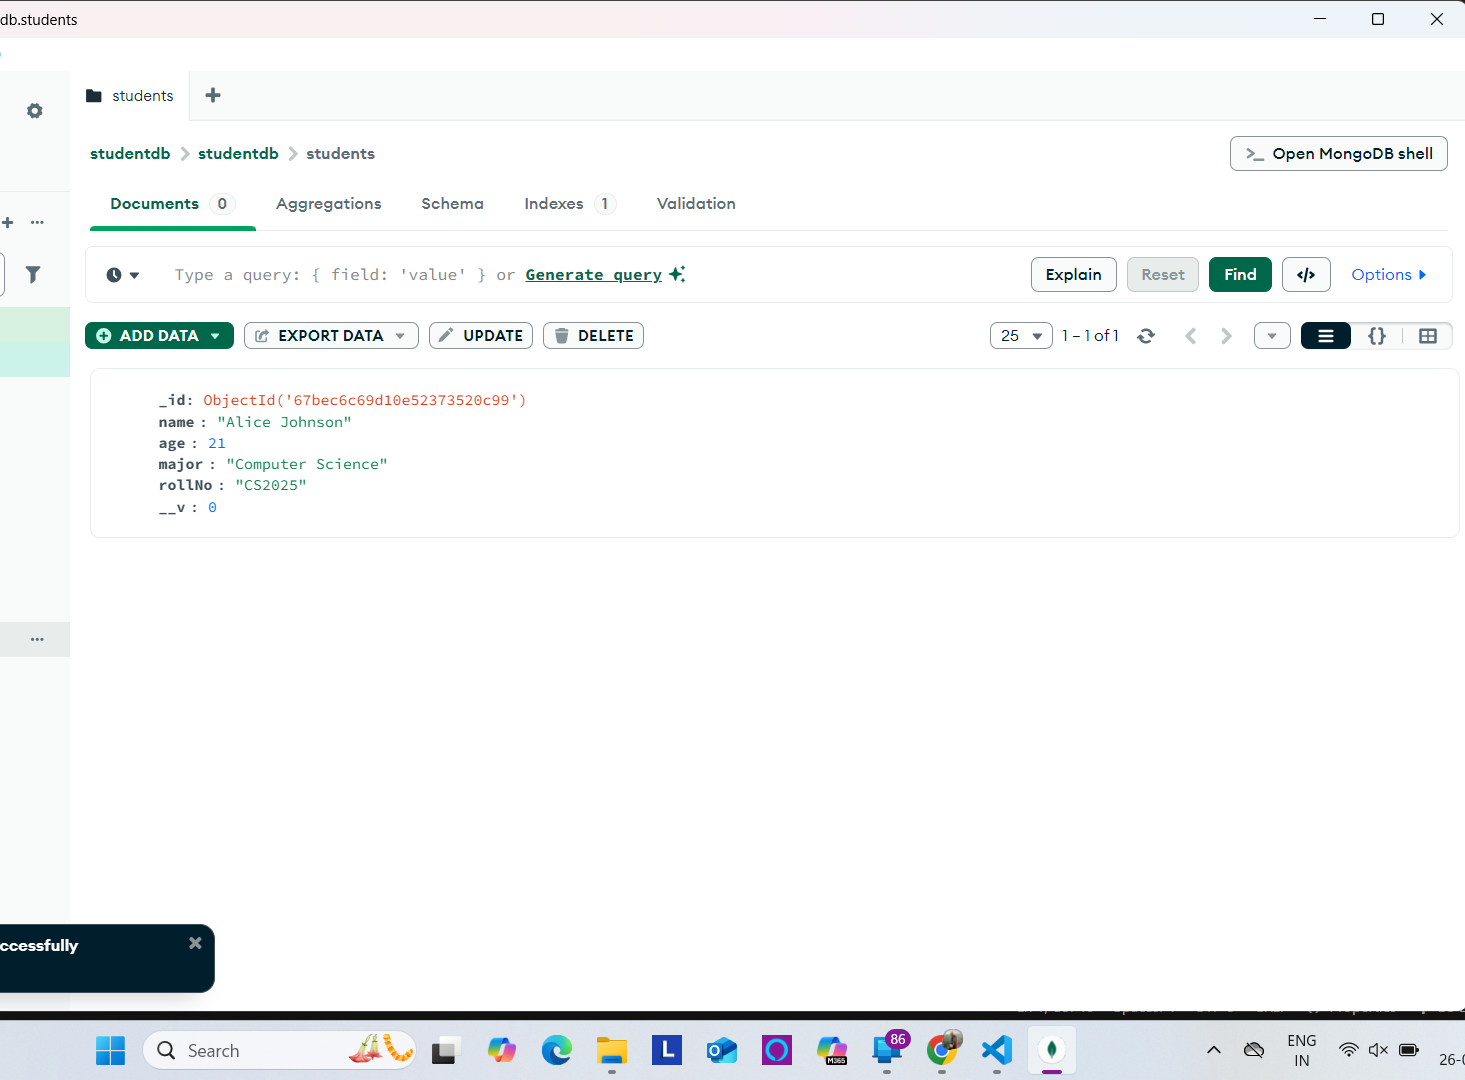 db.students
students
studentdb
studentdb
students
>_ Open MongoDB shell
Documents 0
Aggregations
Schema
Indexes 1
Validation
Type a query: { field: 'value' } or Generate query
Explain
Reset
Find
</>
Options
ADD DATA
EXPORT DATA
UPDATE
DELETE
25
1 – 1 of 1
{}
_id: ObjectId('67bec6c69d10e52373520c99')
name : "Alice Johnson"
age : 21
major : "Computer Science"
rollNo : "CS2025"
__v : 0
ccessfully
Search
L
M365
86
ENG
IN
26-0